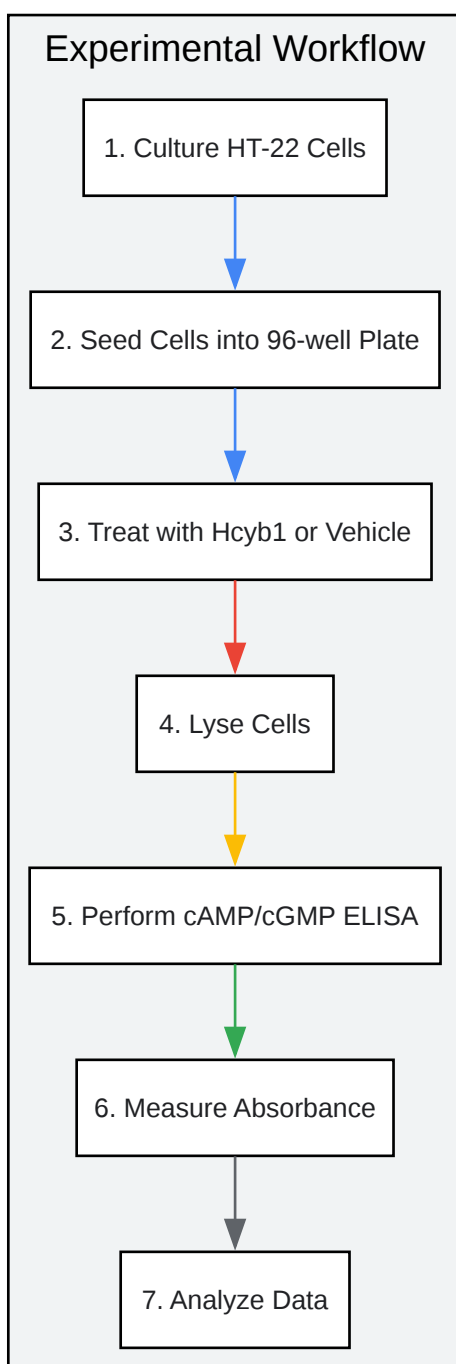 Experimental Workflow
1. Culture HT-22 Cells
2. Seed Cells into 96-well Plate
3. Treat with Hcyb1 or Vehicle
4. Lyse Cells
5. Perform cAMP/cGMP ELISA
6. Measure Absorbance
7. Analyze Data